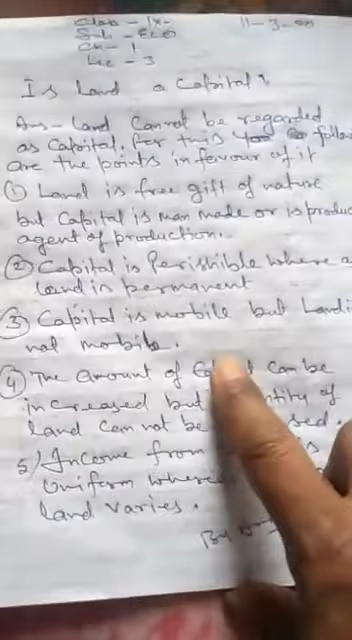 Class - IX-
11-3-
Sub - ECO
Ch - 1
Lec - 3
Is Land a Capital?
Ans - Land Cannot be regarded
as Capital. For this follow
are the points in favour of it
① Land is free gift of nature
but Capital is man made or is produc
agent of production.
② Capital is Perishible where a
Land is permanent
③ Capital is mobile but Land i
not mobile.
④ The amount of can be
increased but of
land can not be
5) Income from is
Uniform where
land varies.